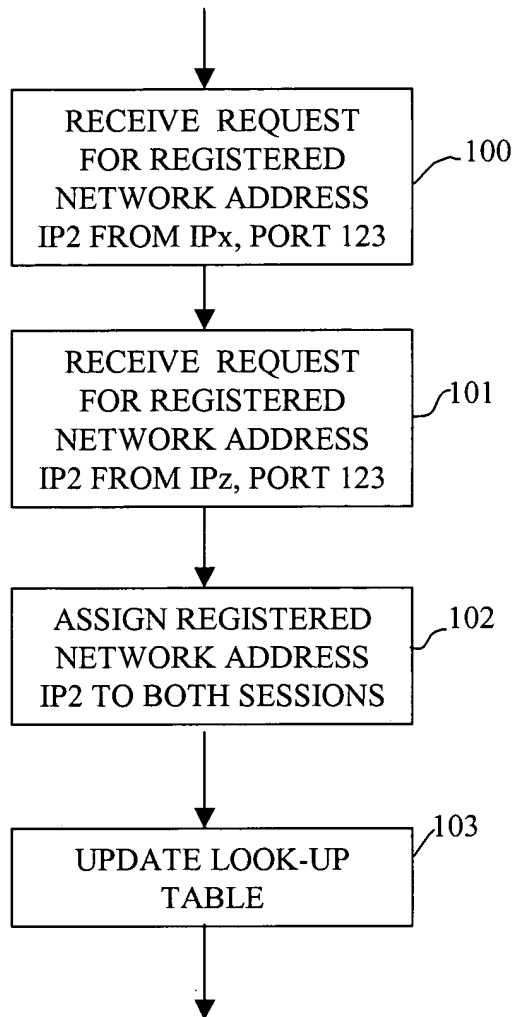 RECEIVE REQUEST
FOR REGISTERED
NETWORK ADDRESS
IP2 FROM IPx, PORT 123
100
RECEIVE REQUEST
FOR REGISTERED
NETWORK ADDRESS
IP2 FROM IPz, PORT 123
101
ASSIGN REGISTERED
NETWORK ADDRESS
IP2 TO BOTH SESSIONS
102
UPDATE LOOK-UP
TABLE
103